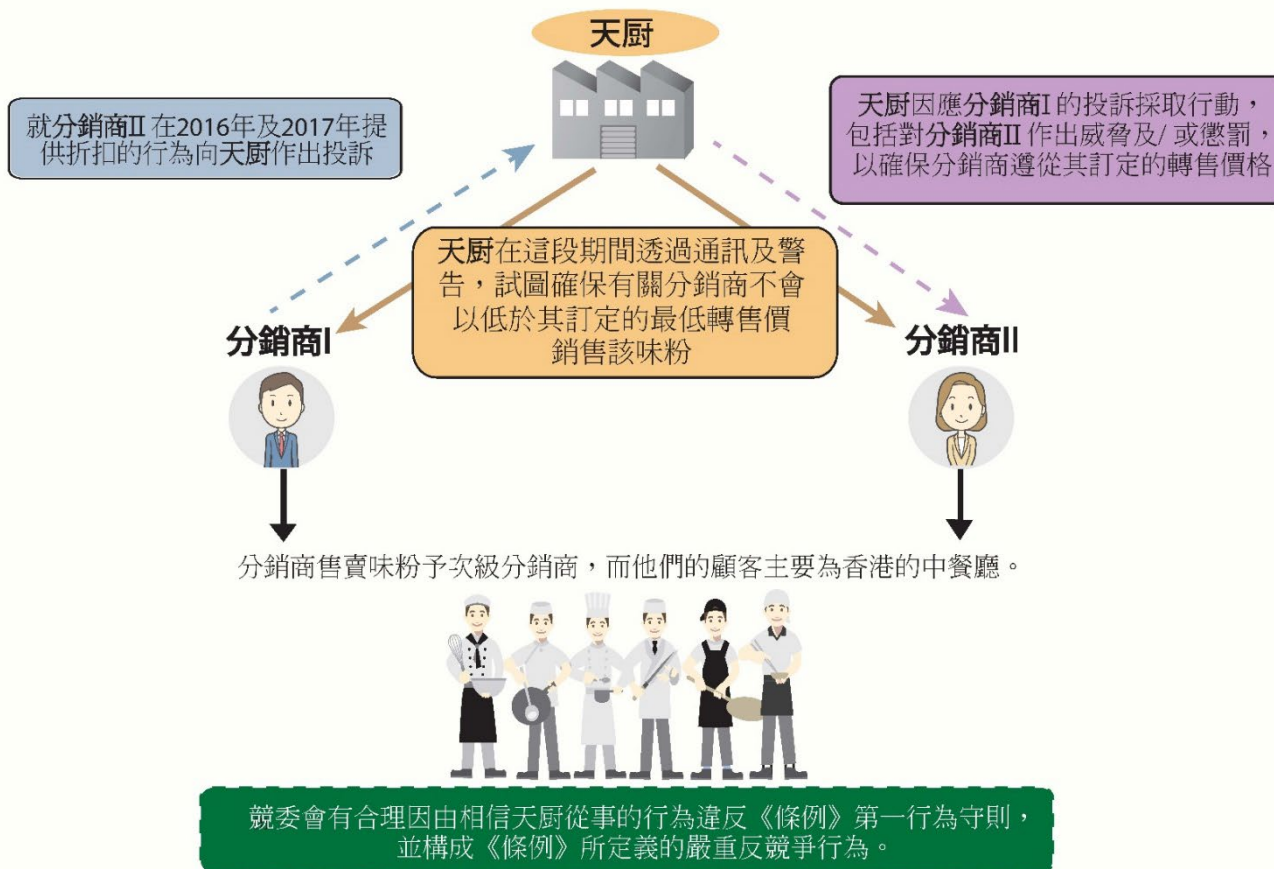 天厨
就分銷商II 在2016年及2017年提
供折扣的行為向天厨作出投訴
天厨因應分銷商I 的投訴採取行動，
包括對分銷商II 作出威脅及/ 或懲罰，
以確保分銷商遵從其訂定的轉售價格
天厨在這段期間透過通訊及警
告，試圖確保有關分銷商不會
以低於其訂定的最低轉售價
銷售該味粉
分銷商I
分銷商II
分銷商售賣味粉予次級分銷商，而他們的顧客主要為香港的中餐廳。
競委會有合理因由相信天厨從事的行為違反《條例》第一行為守則，
並構成《條例》所定義的嚴重反競爭行為。